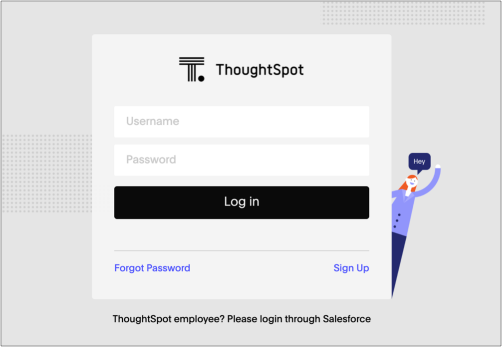 ThoughtSpot
Username
Password
Log in
Hey
Forgot Password
Sign Up
ThoughtSpot employee? Please login through Salesforce